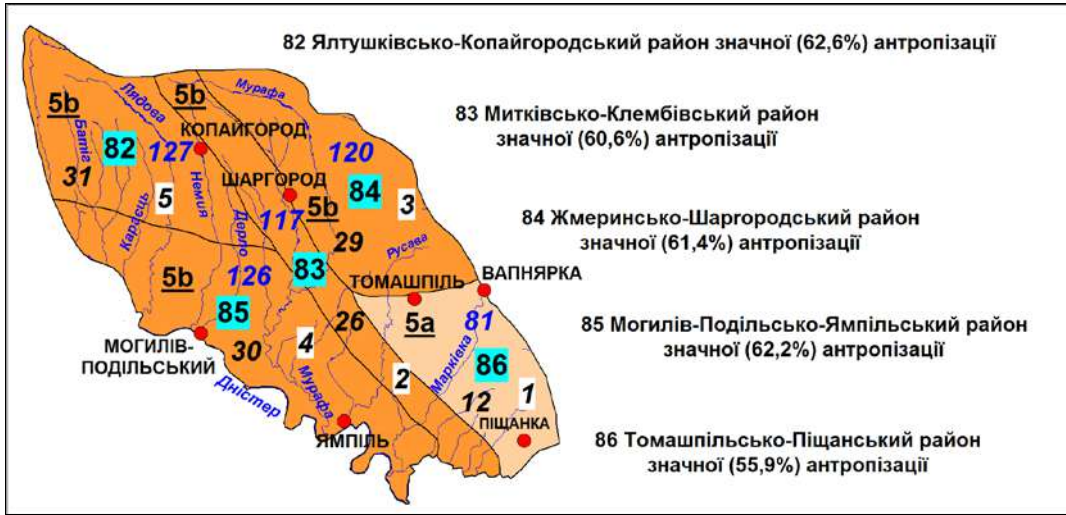 82 Ялтушківсько-Копайгородський район значної (62,6%) антропізації
83 Митківсько-Клембівський район
значної (60,6%) антропізації
84 Жмеринсько-Шаргородський район
значної (61,4%) антропізації
85 Могилів-Подільсько-Ямпільський район
значної (62,2%) антропізації
86 Томашпільсько-Піщанський район
значної (55,9%) антропізації
5b
Лядова
5b
Мурафа
Батіг
82
127
КОПАЙГОРОД
120
31
5
Немия
ШАРГОРОД
84
3
Караєць
Дерло
117
5b
29
Русава
5b
126
83
ТОМАШПІЛЬ
ВАПНЯРКА
85
26
5a
81
МОГИЛІВ-
ПОДІЛЬСЬКИЙ
30
4
86
Дністер
Мурафа
2
Марківка
12
1
ЯМПІЛЬ
ПІЩАНКА